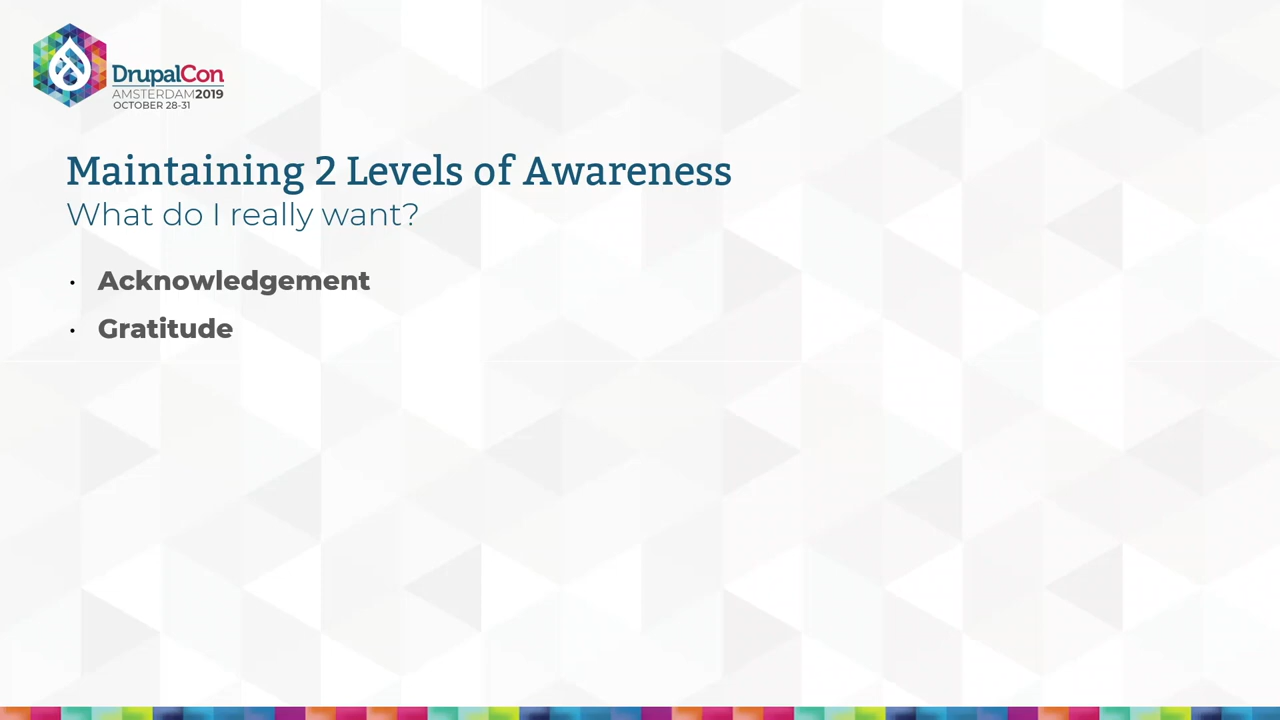 DrupalCon
AMSTERDAM2019
OCTOBER 28-31
Maintaining 2 Levels of Awareness
What do I really want?
• Acknowledgement
• Gratitude